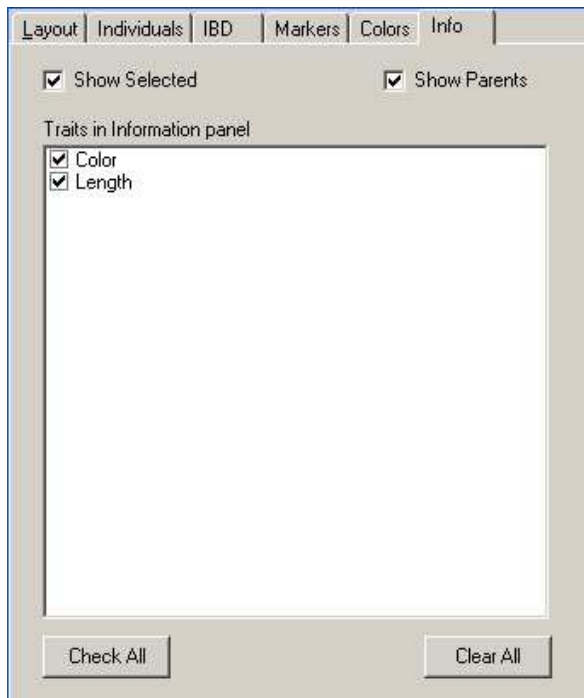 Layout Individuals IBD Markers Colors Info
Show Selected Show Parents
Traits in Information panel
Color
Length
Check All Clear All